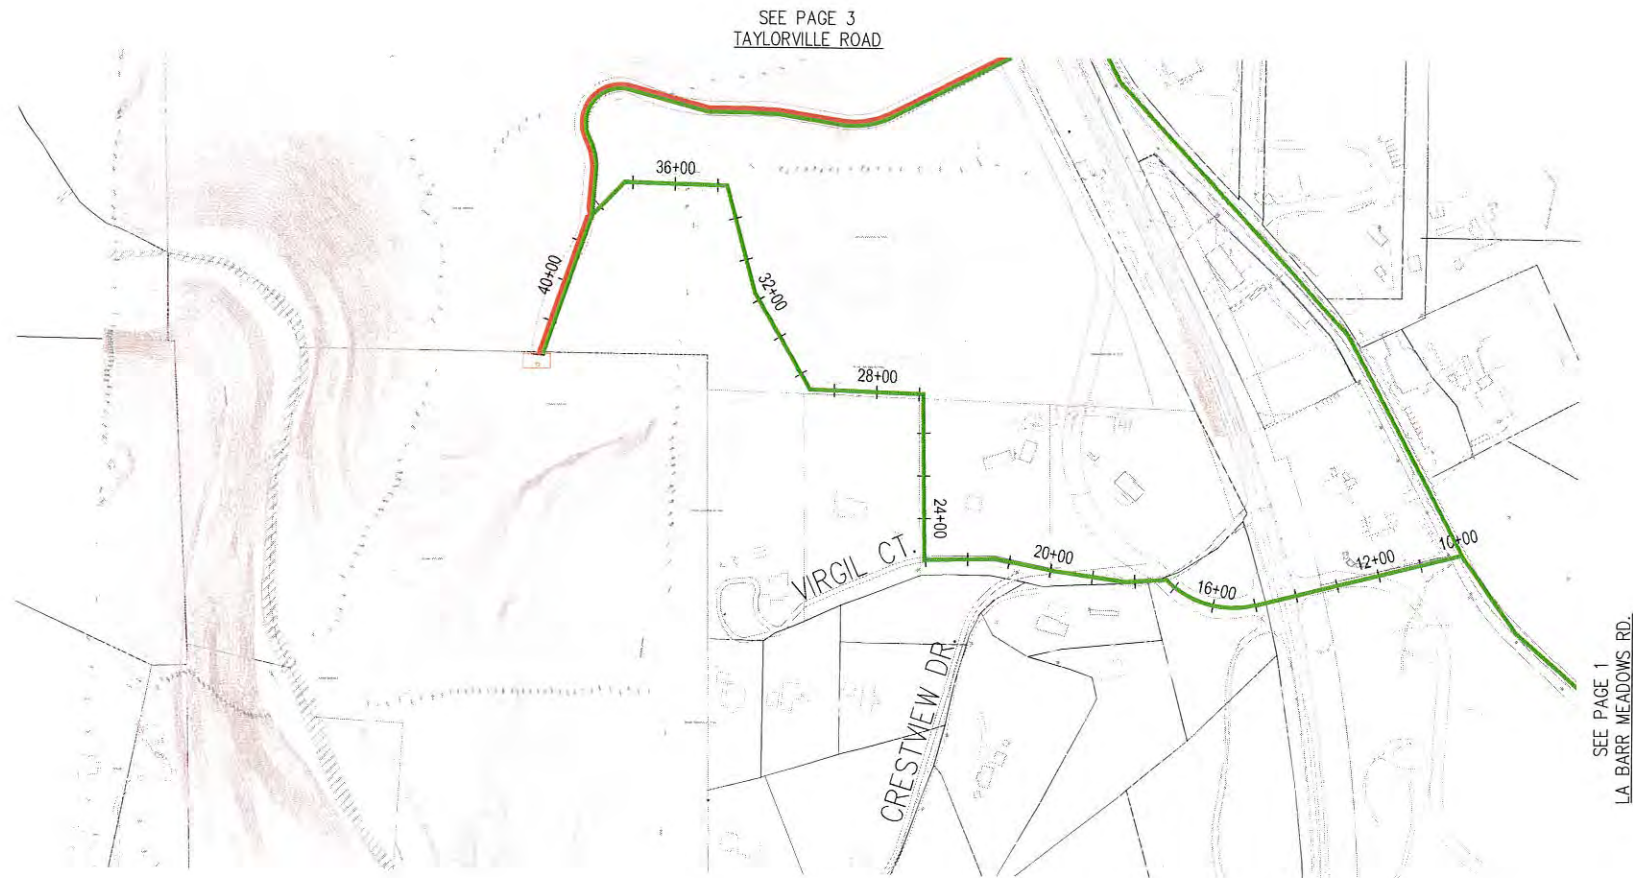 SEE PAGE 3
TAYLORVILLE ROAD
36+00
40+00
32+00
28+00
24+00
VIRGIL CT.
20+00
10+00
12+00
16+00
CRESTVIEW DR.
SEE PAGE 1
LA BARR MEADOWS RD.